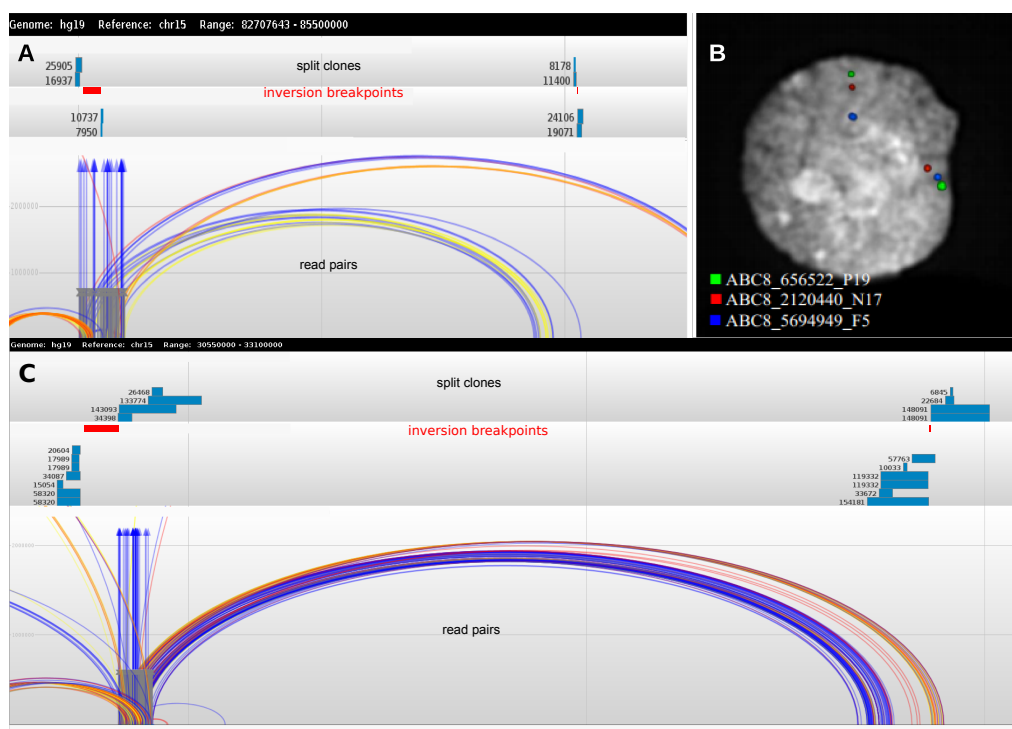 Genome: hg19 Reference: chr15 Range: 82707643 - 85500000
A
25905
16937
split clones
8178
11400
inversion breakpoints
10737
7950
24106
19071
2000000
1000000
read pairs
B
ABC8_656522_P19
ABC8_2120440_N17
ABC8_5694949_F5
Genome: hg19 Reference: chr15 Range: 30550000 - 33100000
C
split clones
26468
133774
143093
34398
6845
22684
148091
148091
inversion breakpoints
20604
17989
17989
34087
15054
58320
58320
57763
10033
119332
119332
33672
154181
2000000
1000000
read pairs